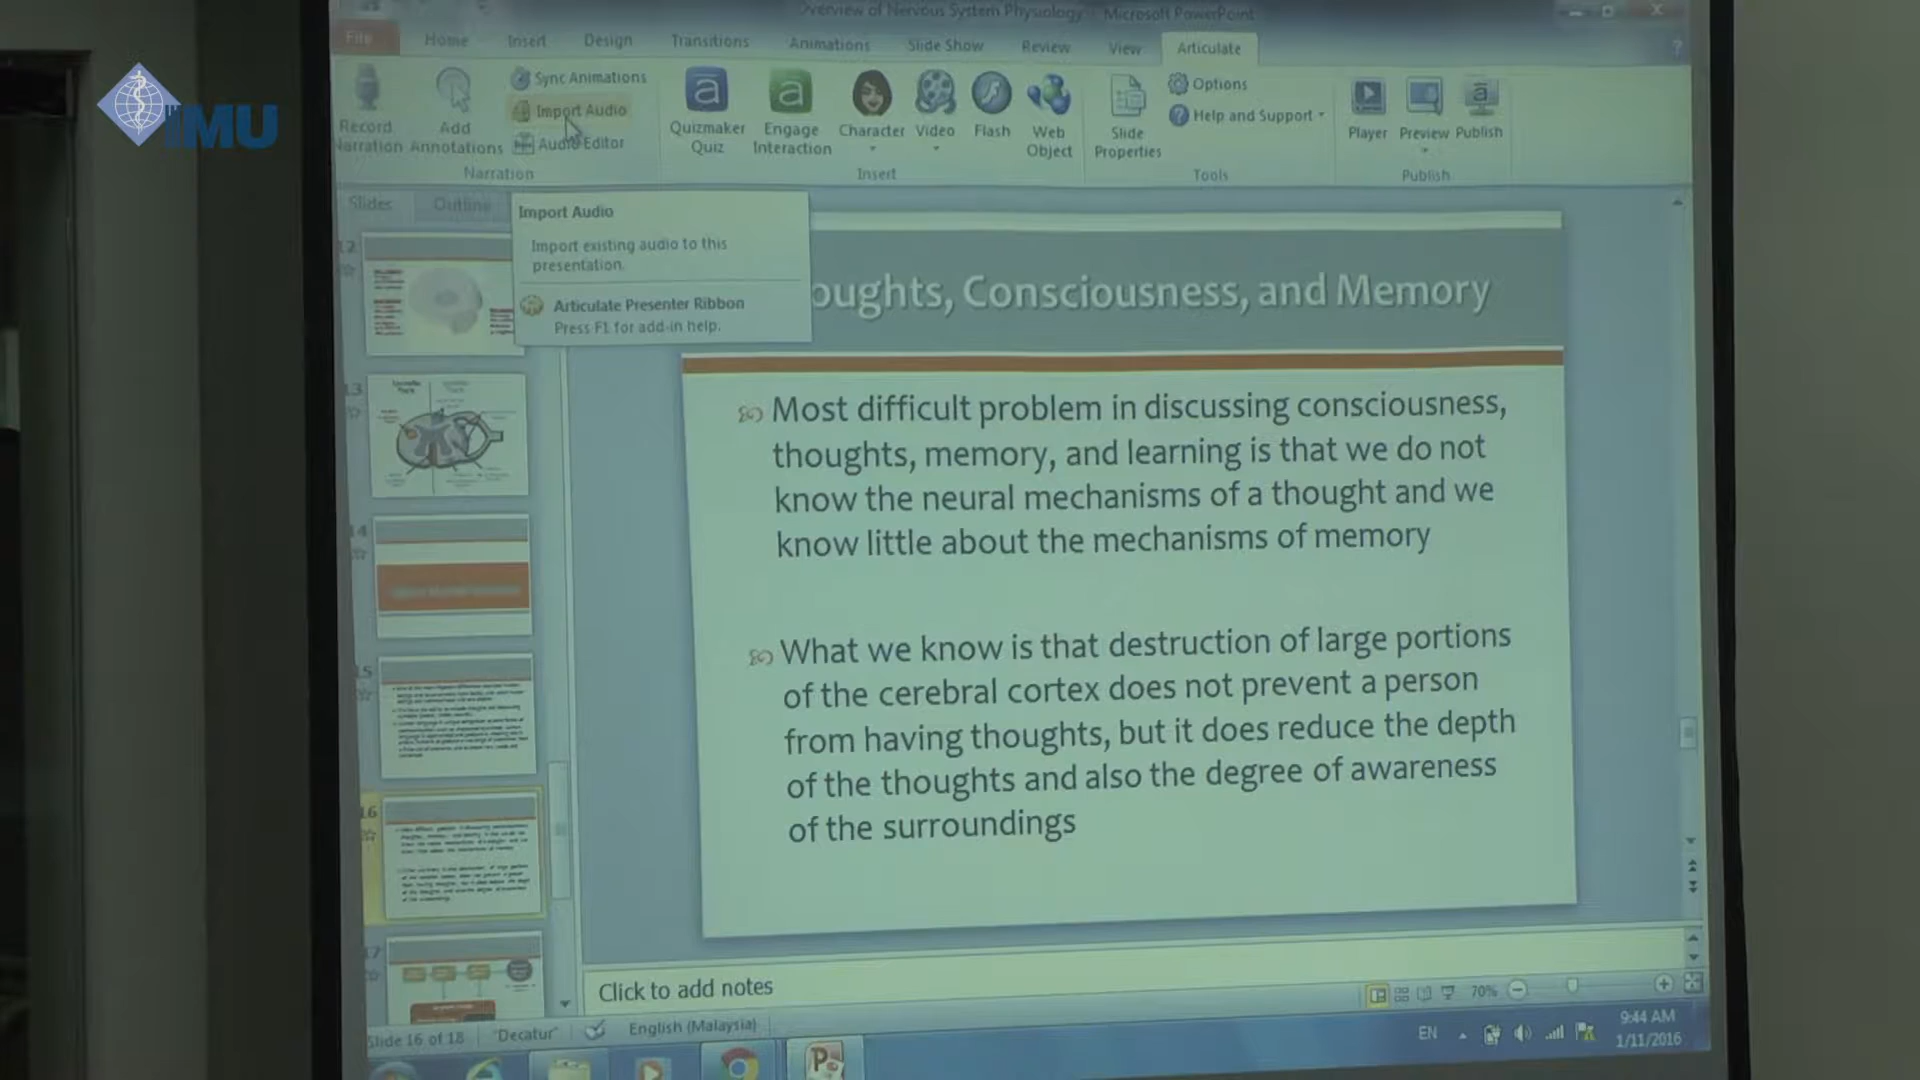 Overview of Nervous System Physiology - Microsoft PowerPoint
File
Home
Insert
Design
Transitions
Animations
Slide Show
Review
View
Articulate
IMU
Record
Narration
Add
Annotations
Sync Animations
Import Audio
Audio Editor
Narration
Quizmaker
Quiz
Engage
Interaction
Character
Video
Flash
Web
Object
Insert
Slide
Properties
Options
Help and Support
Tools
Player
Preview
Publish
Publish
Slides
Outline
Import Audio
Import existing audio to this
presentation.
Articulate Presenter Ribbon
Press F1 for add-in help.
oughts, Consciousness, and Memory
Most difficult problem in discussing consciousness,
thoughts, memory, and learning is that we do not
know the neural mechanisms of a thought and we
know little about the mechanisms of memory
What we know is that destruction of large portions
of the cerebral cortex does not prevent a person
from having thoughts, but it does reduce the depth
of the thoughts and also the degree of awareness
of the surroundings
12
13
14
15
16
17
Click to add notes
Slide 16 of 18
"Decatur"
English (Malaysia)
70%
EN
9:44 AM
1/11/2016